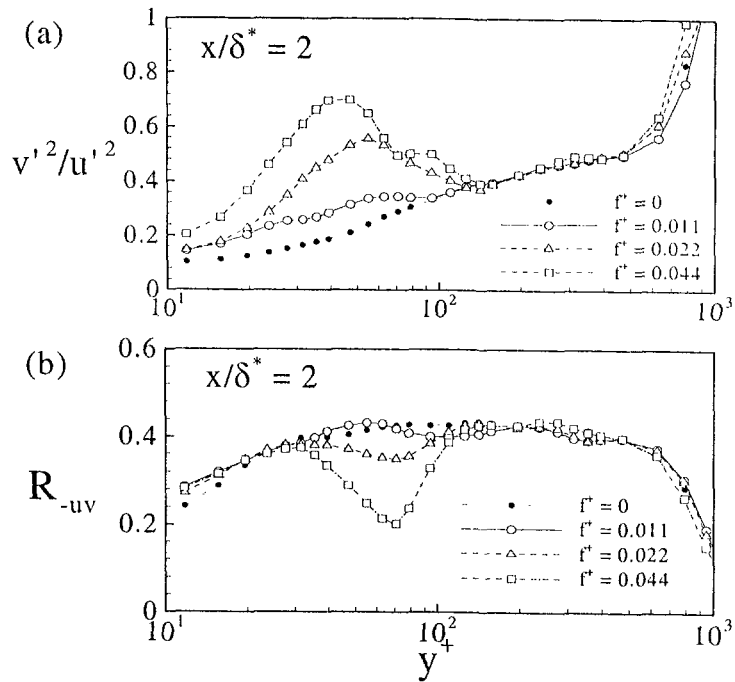 (a)
x/δ* = 2
v'²/u'²
1
0.8
0.6
0.4
0.2
0
10¹
10²
10³
f⁺ = 0
f⁺ = 0.011
f⁺ = 0.022
f⁺ = 0.044
(b)
x/δ* = 2
R₋uv
0.6
0.4
0.2
0
f⁺ = 0
f⁺ = 0.011
f⁺ = 0.022
f⁺ = 0.044
10¹
10²
10³
y⁺